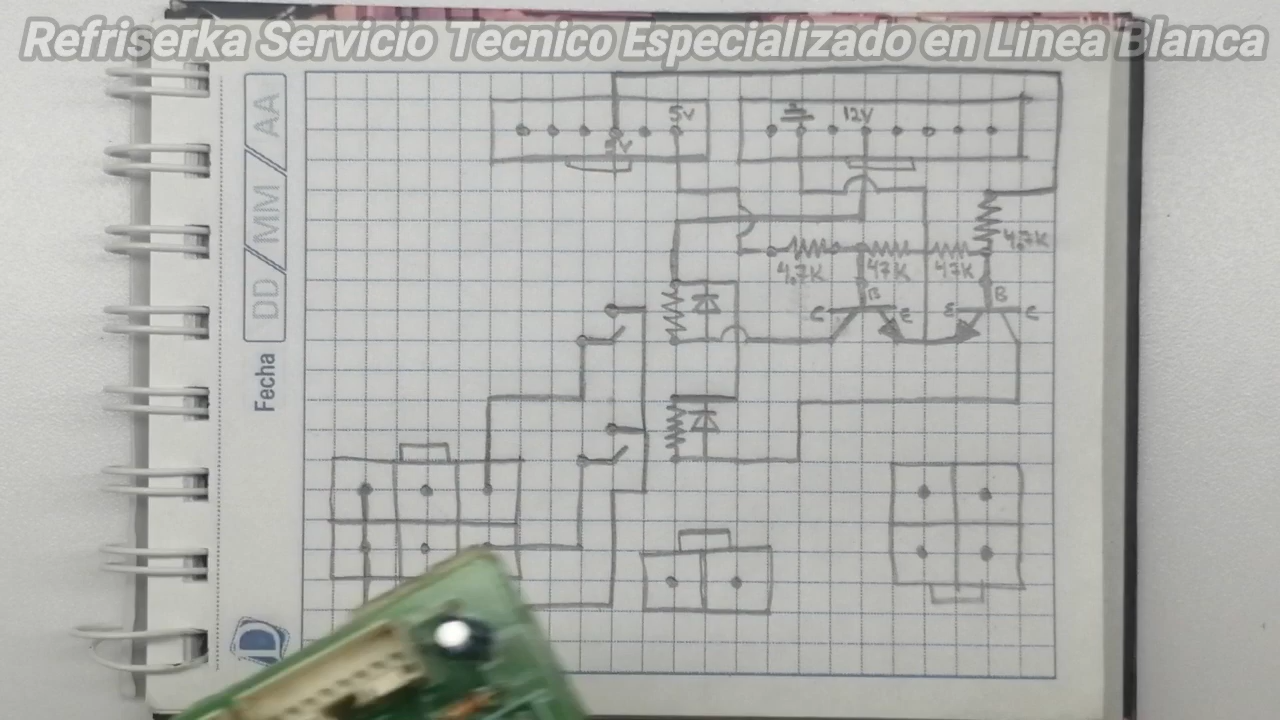 Refriserka Servicio Tecnico Especializado en Linea Blanca
DD/MM/AA
Fecha
5V
12V
5V
4.7K
4.7K
47K
47K
B
B
C
E
E
C